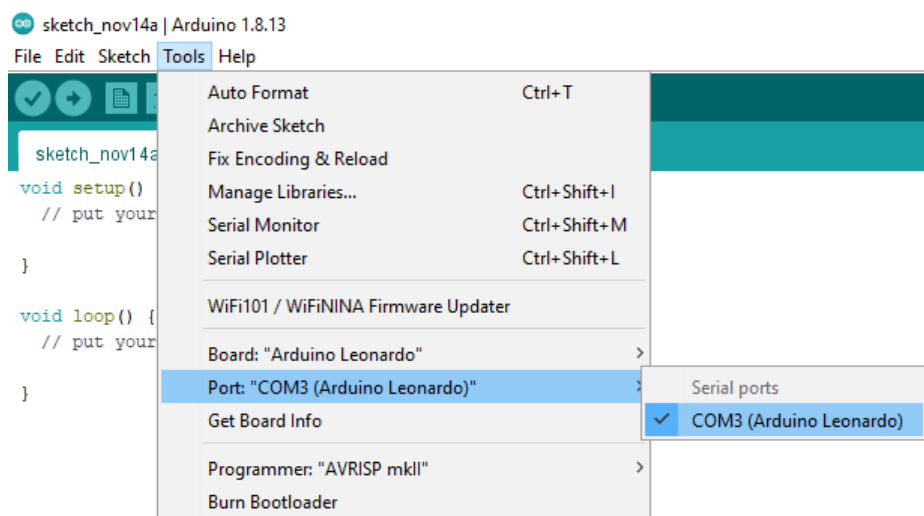 sketch_nov14a | Arduino 1.8.13
File Edit Sketch Tools Help
sketch_nov14a
void setup()
// put your
}
void loop() {
// put your
}
Auto Format Ctrl+T
Archive Sketch
Fix Encoding & Reload
Manage Libraries... Ctrl+Shift+I
Serial Monitor Ctrl+Shift+M
Serial Plotter Ctrl+Shift+L
WiFi101 / WiFiNINA Firmware Updater
Board: "Arduino Leonardo"
Port: "COM3 (Arduino Leonardo)"
Get Board Info
Programmer: "AVRISP mkII"
Burn Bootloader
Serial ports
COM3 (Arduino Leonardo)